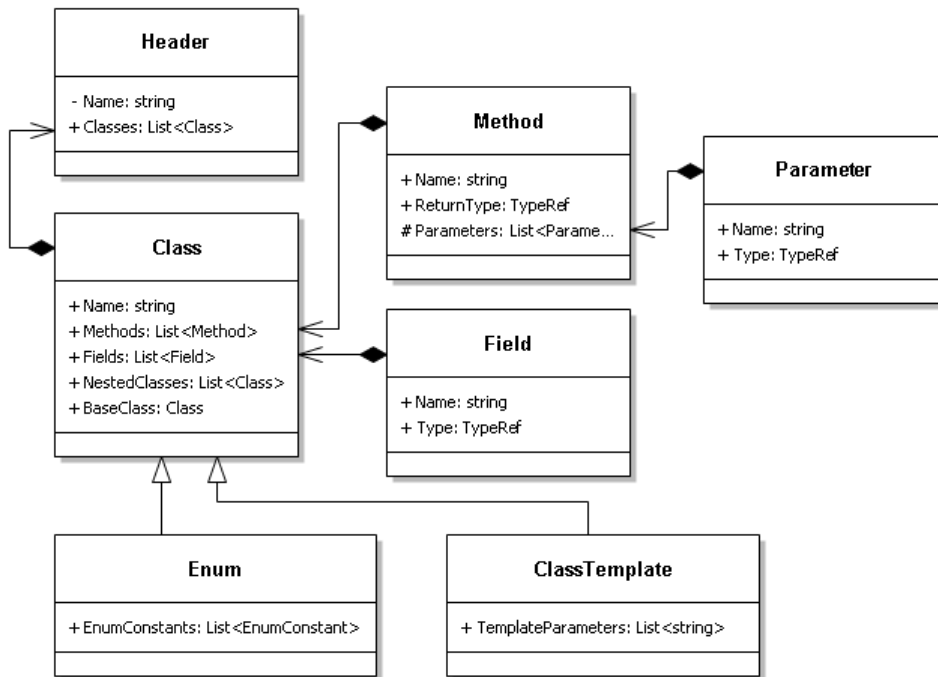 Header
- Name: string
+ Classes: List<Class>
Method
+ Name: string
+ ReturnType: TypeRef
# Parameters: List<Parame...
Parameter
+ Name: string
+ Type: TypeRef
Class
+ Name: string
+ Methods: List<Method>
+ Fields: List<Field>
+ NestedClasses: List<Class>
+ BaseClass: Class
Field
+ Name: string
+ Type: TypeRef
Enum
+ EnumConstants: List<EnumConstant>
ClassTemplate
+ TemplateParameters: List<string>